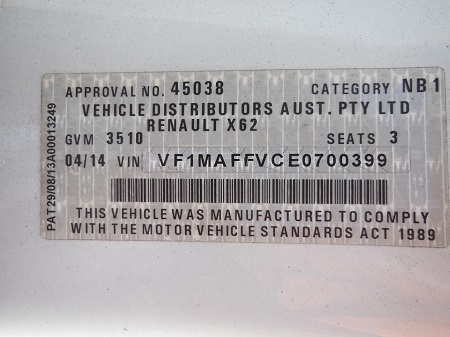 APPROVAL NO. 45038 CATEGORY NB1
VEHICLE DISTRIBUTORS AUST. PTY LTD
RENAULT X62
GVM 3510 SEATS 3
04/14 VIN VF1MAFFVCE0700399
THIS VEHICLE WAS MANUFACTURED TO COMPLY
WITH THE MOTOR VEHICLE STANDARDS ACT 1989
PAT29/08/13A00013249